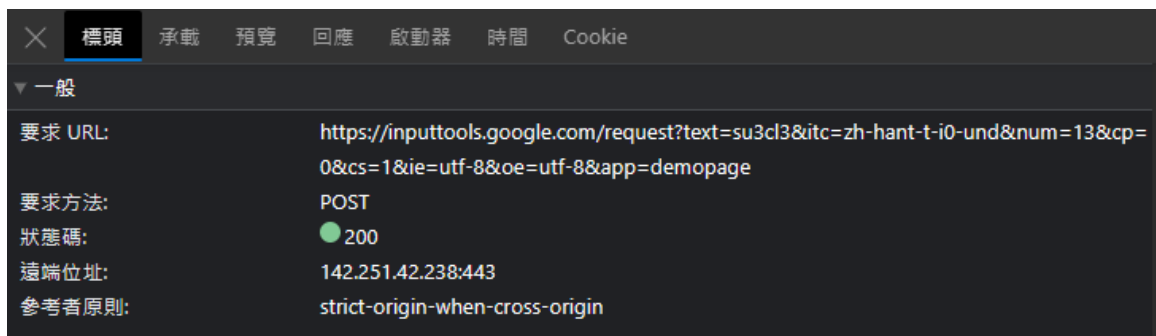 標頭 承載 預覽 回應 啟動器 時間 Cookie
一般
要求 URL: https://inputtools.google.com/request?text=su3cl3&itc=zh-hant-t-i0-und&num=13&cp=
0&cs=1&ie=utf-8&oe=utf-8&app=demopage
要求方法: POST
狀態碼: 200
遠端位址: 142.251.42.238:443
參考者原則: strict-origin-when-cross-origin